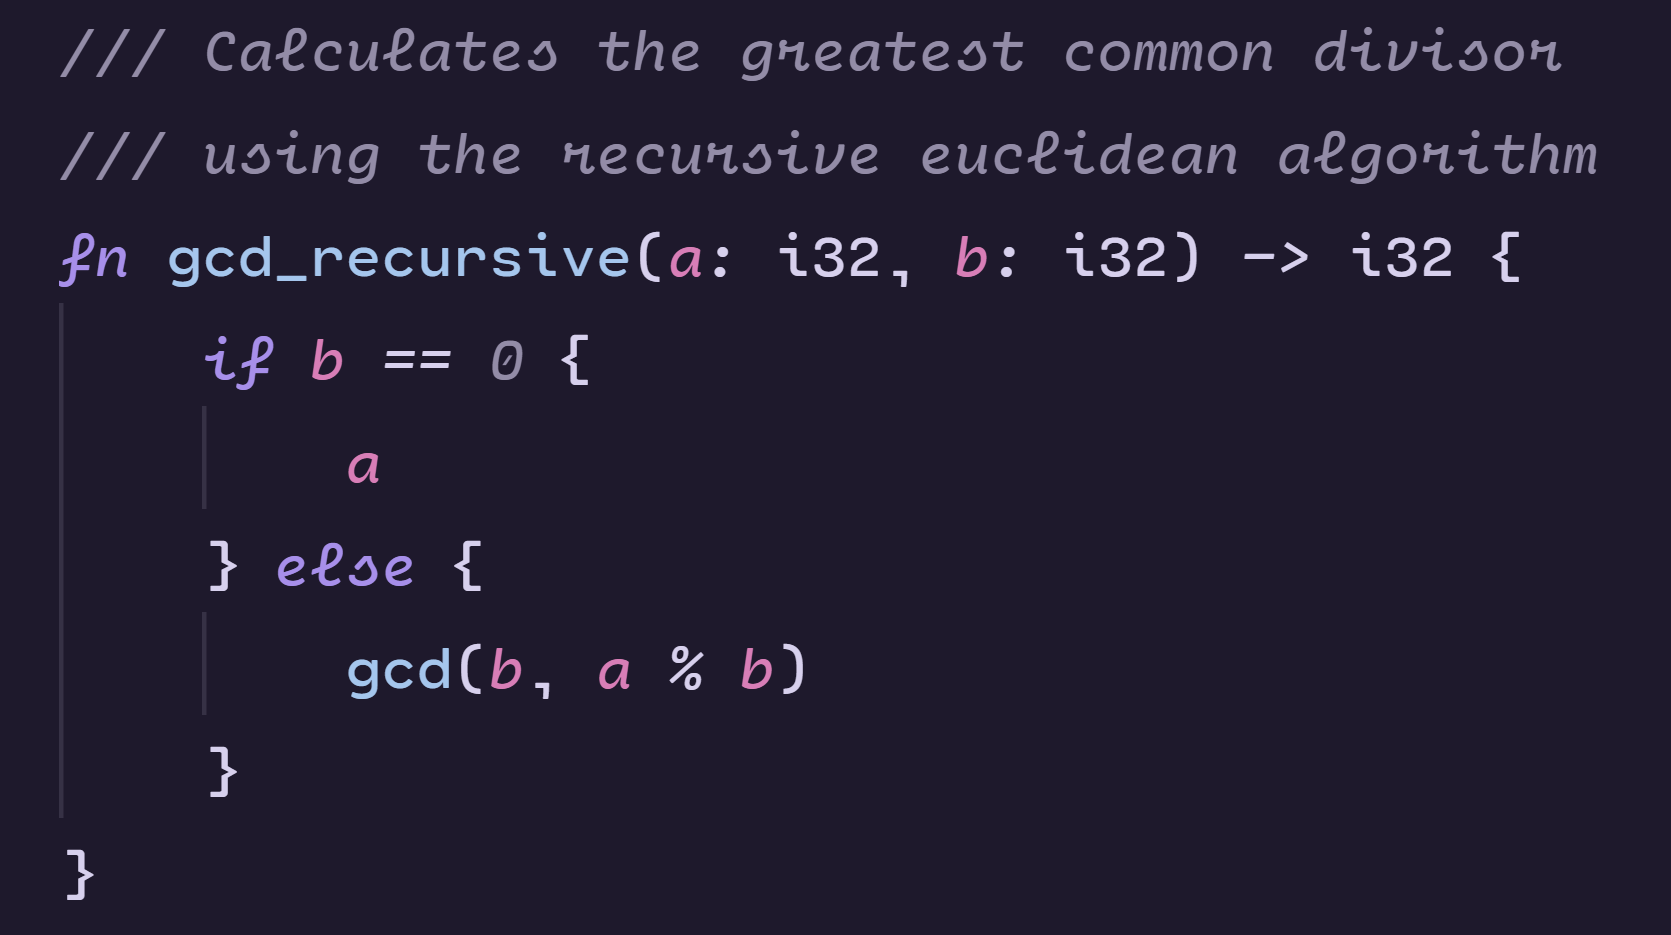 /// Calculates the greatest common divisor
/// using the recursive euclidean algorithm
fn gcd_recursive(a: i32, b: i32) -> i32 {
    if b == 0 {
        a
    } else {
        gcd(b, a % b)
    }
}